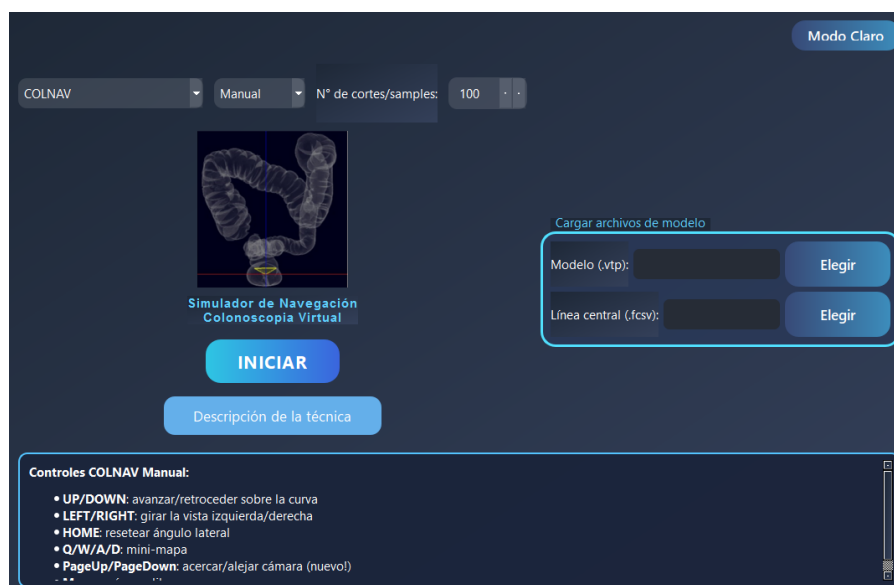 Modo Claro
COLNAV
Manual
N° de cortes/samples:
100
Cargar archivos de modelo
Modelo (.vtp):
Elegir
Línea central (.fcsv):
Elegir
Simulador de Navegación
Colonoscopia Virtual
INICIAR
Descripción de la técnica
Controles COLNAV Manual:
• UP/DOWN: avanzar/retroceder sobre la curva
• LEFT/RIGHT: girar la vista izquierda/derecha
• HOME: resetear ángulo lateral
• Q/W/A/D: mini-mapa
• PageUp/PageDown: acercar/alejar cámara (nuevo!)